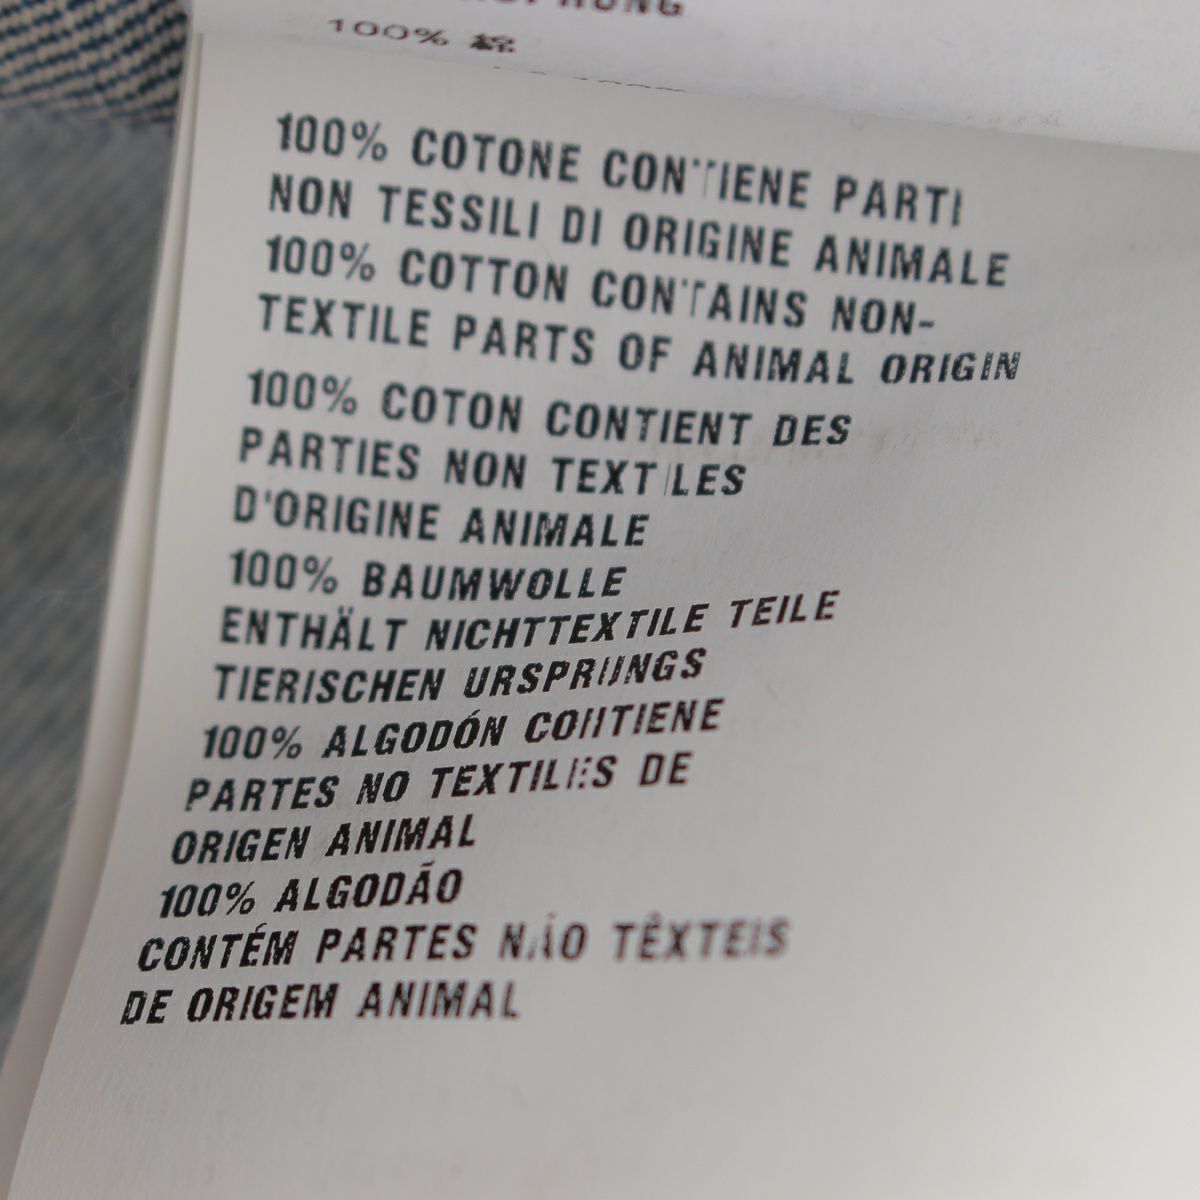 100% 綿
100% COTONE CONTIENE PARTI
NON TESSILI DI ORIGINE ANIMALE
100% COTTON CONTAINS NON-
TEXTILE PARTS OF ANIMAL ORIGIN
100% COTON CONTIENT DES
PARTIES NON TEXTILES
D'ORIGINE ANIMALE
100% BAUMWOLLE
ENTHÄLT NICHTTEXTILE TEILE
TIERISCHEN URSPRUNGS
100% ALGODÓN CONTIENE
PARTES NO TEXTILES DE
ORIGEN ANIMAL
100% ALGODÃO
CONTÉM PARTES NÃO TÊXTEIS
DE ORIGEM ANIMAL